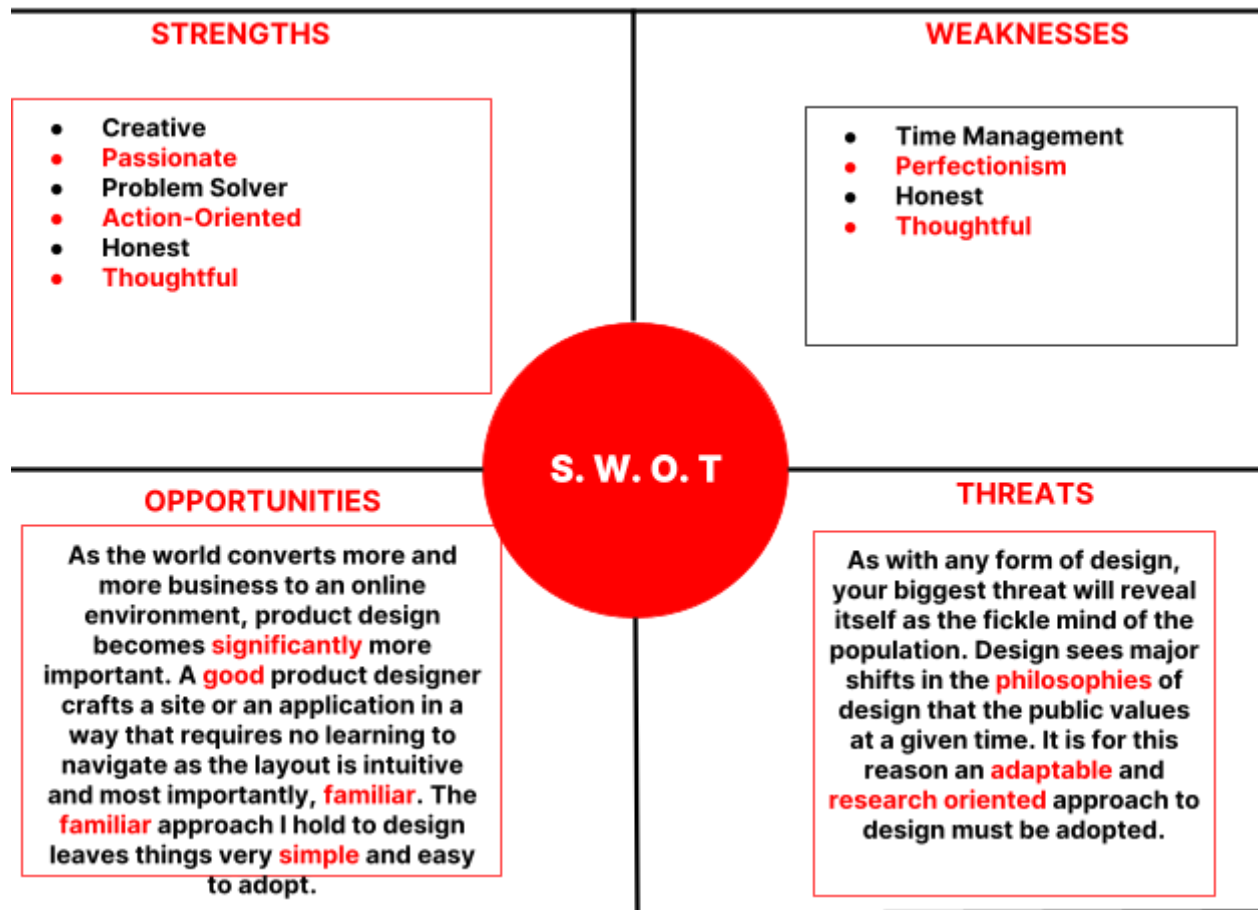 STRENGTHS
Creative
Passionate
Problem Solver
Action-Oriented
Honest
Thoughtful
WEAKNESSES
Time Management
Perfectionism
Honest
Thoughtful
S. W. O. T
OPPORTUNITIES
As the world converts more and
more business to an online
environment, product design
becomes significantly more
important. A good product designer
crafts a site or an application in a
way that requires no learning to
navigate as the layout is intuitive
and most importantly, familiar. The
familiar approach I hold to design
leaves things very simple and easy
to adopt.
THREATS
As with any form of design,
your biggest threat will reveal
itself as the fickle mind of the
population. Design sees major
shifts in the philosophies of
design that the public values
at a given time. It is for this
reason an adaptable and
research oriented approach to
design must be adopted.